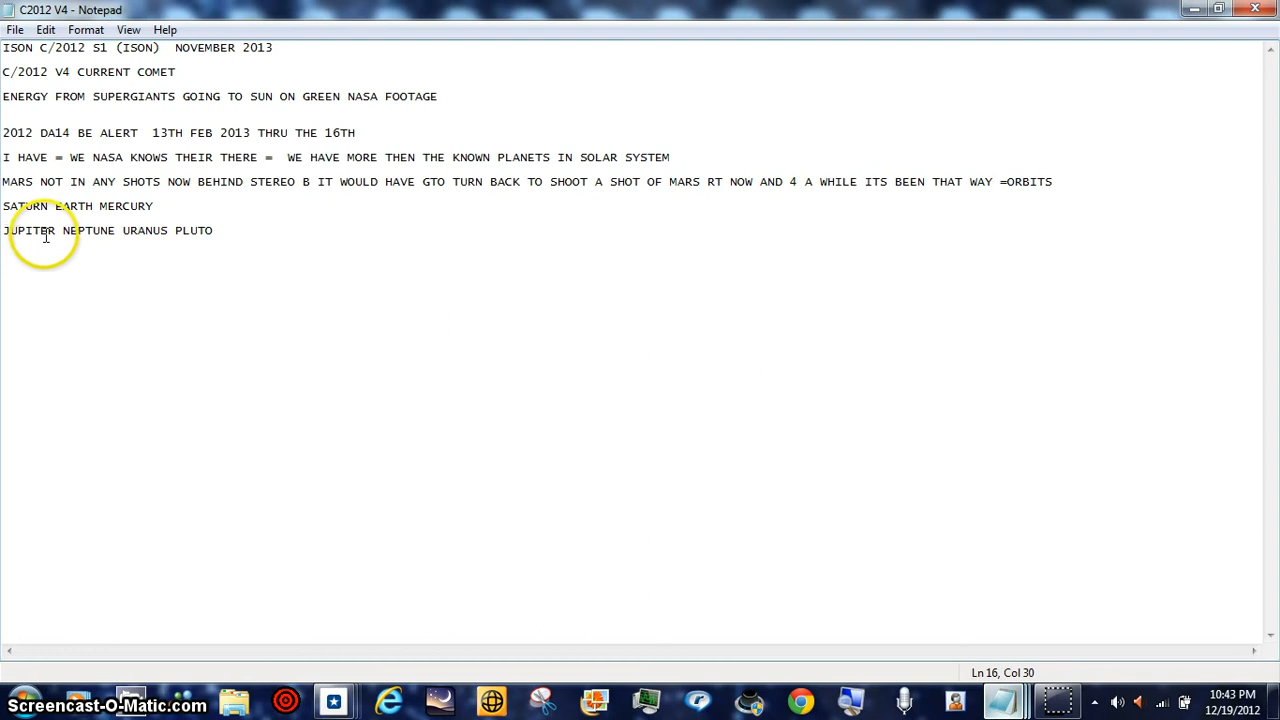 C2012 V4 - Notepad
File Edit Format View Help
ISON C/2012 S1 (ISON)  NOVEMBER 2013
C/2012 V4 CURRENT COMET
ENERGY FROM SUPERGIANTS GOING TO SUN ON GREEN NASA FOOTAGE
2012 DA14 BE ALERT  13TH FEB 2013 THRU THE 16TH
I HAVE = WE NASA KNOWS THEIR THERE =  WE HAVE MORE THEN THE KNOWN PLANETS IN SOLAR SYSTEM
MARS NOT IN ANY SHOTS NOW BEHIND STEREO B IT WOULD HAVE GTO TURN BACK TO SHOOT A SHOT OF MARS RT NOW AND 4 A WHILE ITS BEEN THAT WAY =ORBITS
SATURN EARTH MERCURY
JUPITER NEPTUNE URANUS PLUTO
Ln 16, Col 30
Screencast-O-Matic.com
10:43 PM
12/19/2012